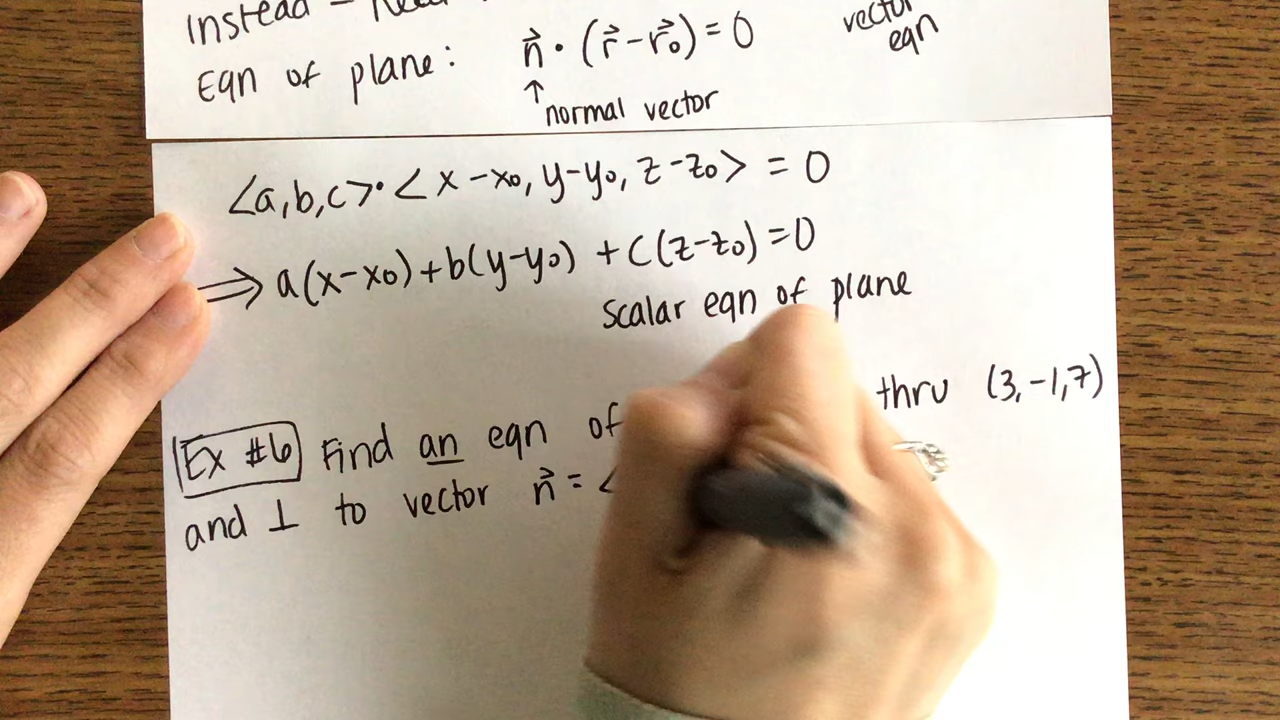 Instead – Need
Eqn of plane: n⃗ · (r⃗ - r⃗₀) = 0
vector eqn
↑ normal vector
<a,b,c> · <x-x₀, y-y₀, z-z₀> = 0
⟹ a(x-x₀)+b(y-y₀) +c(z-z₀)=0
scalar eqn of plane
Ex #6 Find an eqn of thru (3,-1,7)
and ⊥ to vector n⃗ = <